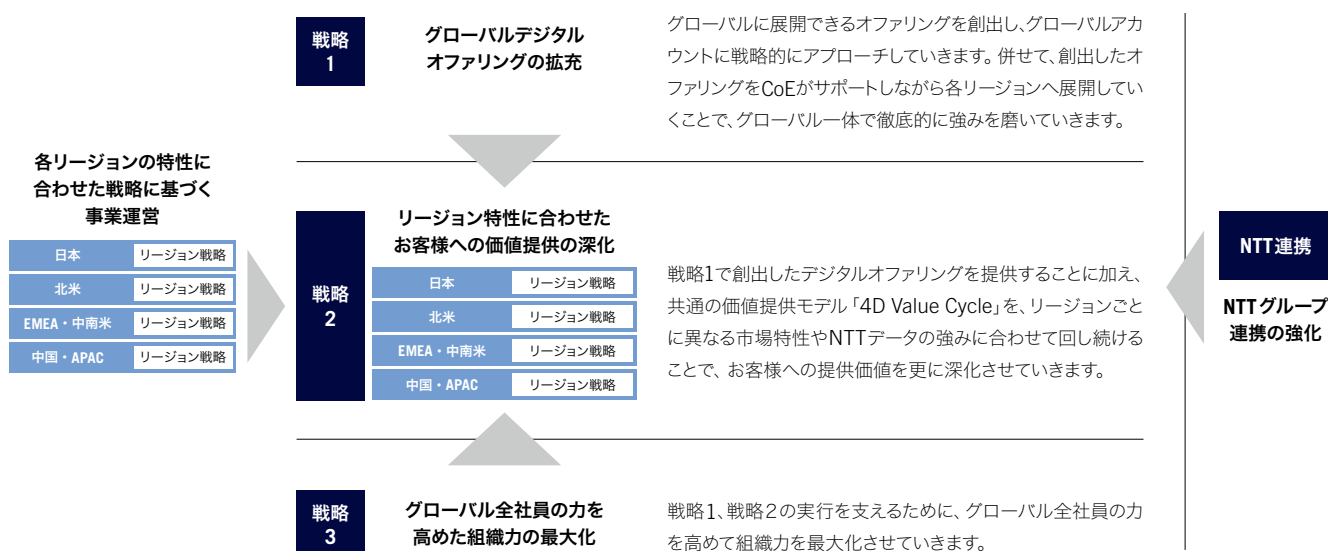 各リージョンの特性に
合わせた戦略に基づく
事業運営
日本 リージョン戦略
北米 リージョン戦略
EMEA・中南米 リージョン戦略
中国・APAC リージョン戦略
戦略
1
グローバルデジタル
オファリングの拡充
グローバルに展開できるオファリングを創出し、グローバルアカ
ウントに戦略的にアプローチしていきます。併せて、創出したオ
ファリングをCoEがサポートしながら各リージョンへ展開してい
くことで、グローバル一体で徹底的に強みを磨いていきます。
戦略
2
リージョン特性に合わせた
お客様への価値提供の深化
日本 リージョン戦略
北米 リージョン戦略
EMEA・中南米 リージョン戦略
中国・APAC リージョン戦略
戦略1で創出したデジタルオファリングを提供することに加え、
共通の価値提供モデル「4D Value Cycle」を、リージョンごと
に異なる市場特性やNTTデータの強みに合わせて回し続ける
ことで、お客様への提供価値を更に深化させていきます。
戦略
3
グローバル全社員の力を
高めた組織力の最大化
戦略1、戦略2の実行を支えるために、グローバル全社員の力
を高めて組織力を最大化させていきます。
NTT連携
NTTグループ
連携の強化